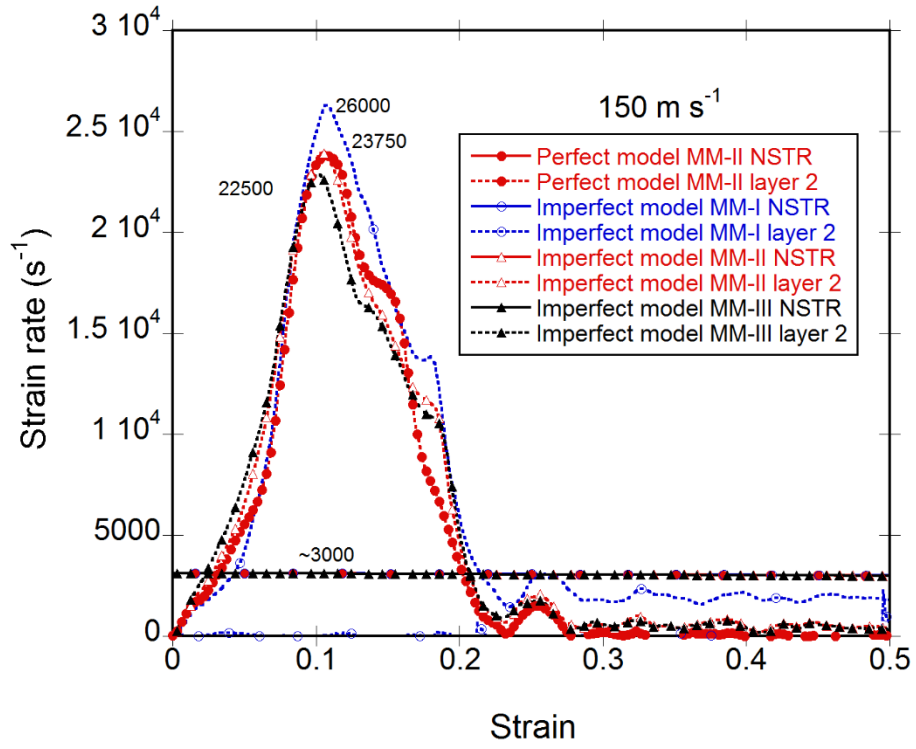 3 10⁴
2.5 10⁴
2 10⁴
1.5 10⁴
1 10⁴
5000
0
Strain rate (s⁻¹)
26000
23750
22500
~3000
150 m s⁻¹
Perfect model MM-II NSTR
Perfect model MM-II layer 2
Imperfect model MM-I NSTR
Imperfect model MM-I layer 2
Imperfect model MM-II NSTR
Imperfect model MM-II layer 2
Imperfect model MM-III NSTR
Imperfect model MM-III layer 2
0 0.1 0.2 0.3 0.4 0.5
Strain